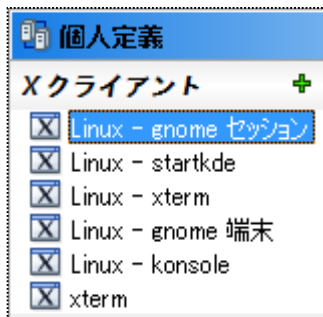 個人定義
X クライアント
Linux - gnome セッション
Linux - startkde
Linux - xterm
Linux - gnome 端末
Linux - konsole
xterm